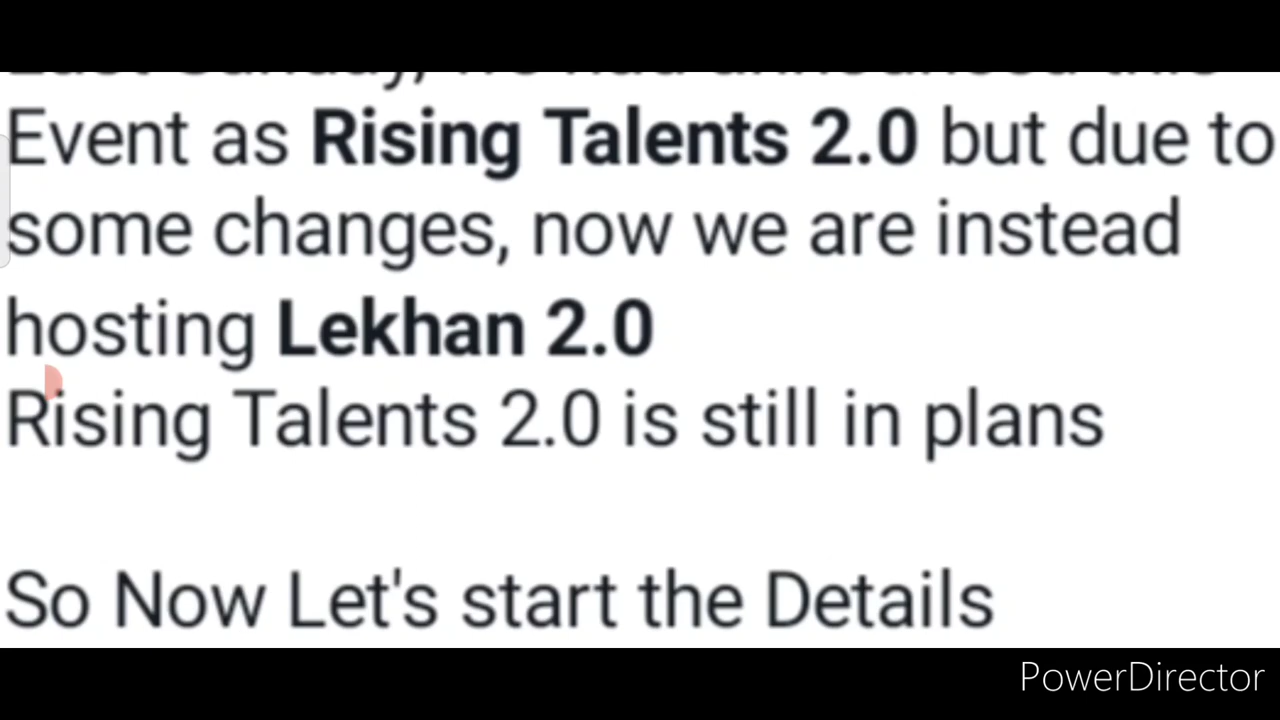 Event as Rising Talents 2.0 but due to
some changes, now we are instead
hosting Lekhan 2.0
Rising Talents 2.0 is still in plans
So Now Let's start the Details
PowerDirector